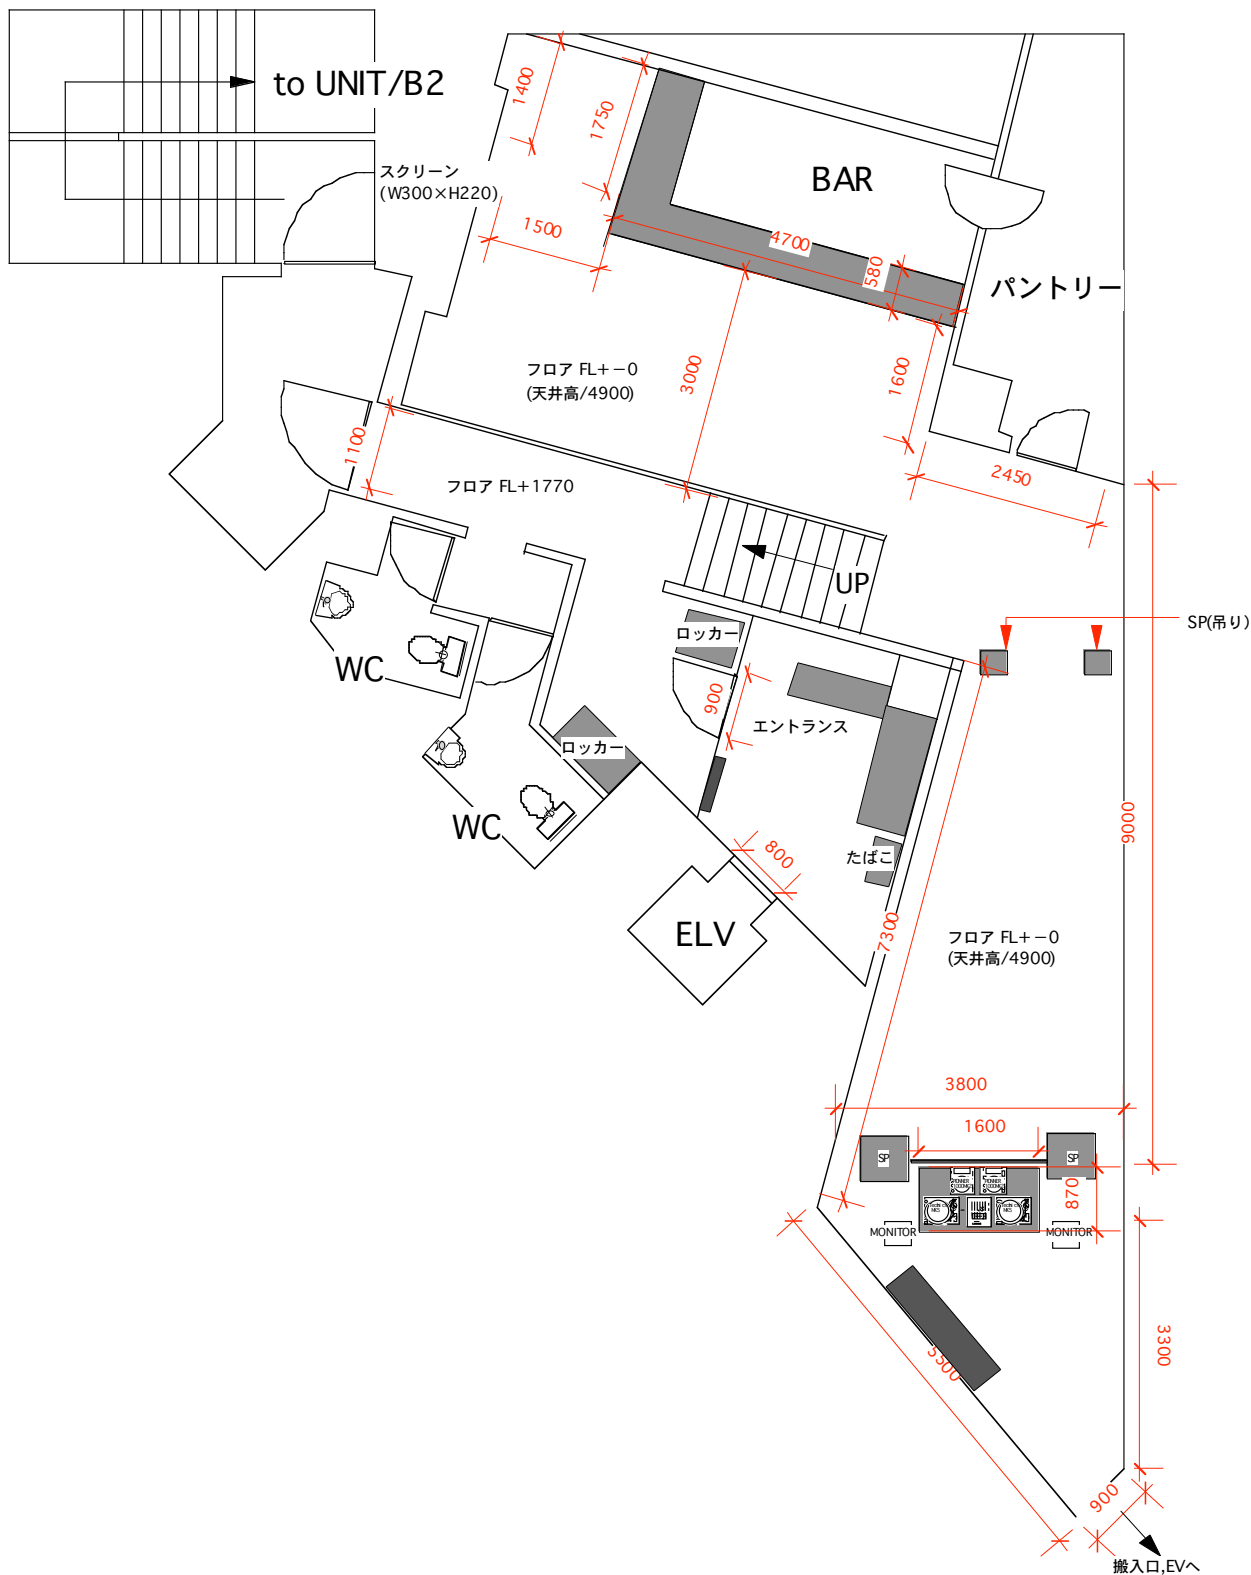 to UNIT/B2
スクリーン
(W300×H220)
1400
1750
BAR
1500
4700
580
パントリー
フロア FL+−0
(天井高/4900)
3000
1600
1100
フロア FL+1770
2450
UP
SP(吊り)
ロッカー
WC
900
エントランス
ロッカー
WC
800
たばこ
9000
ELV
7300
フロア FL+−0
(天井高/4900)
3800
1600
SP
SP
870
MONITOR
MONITOR
3300
5500
900
搬入口,EVへ